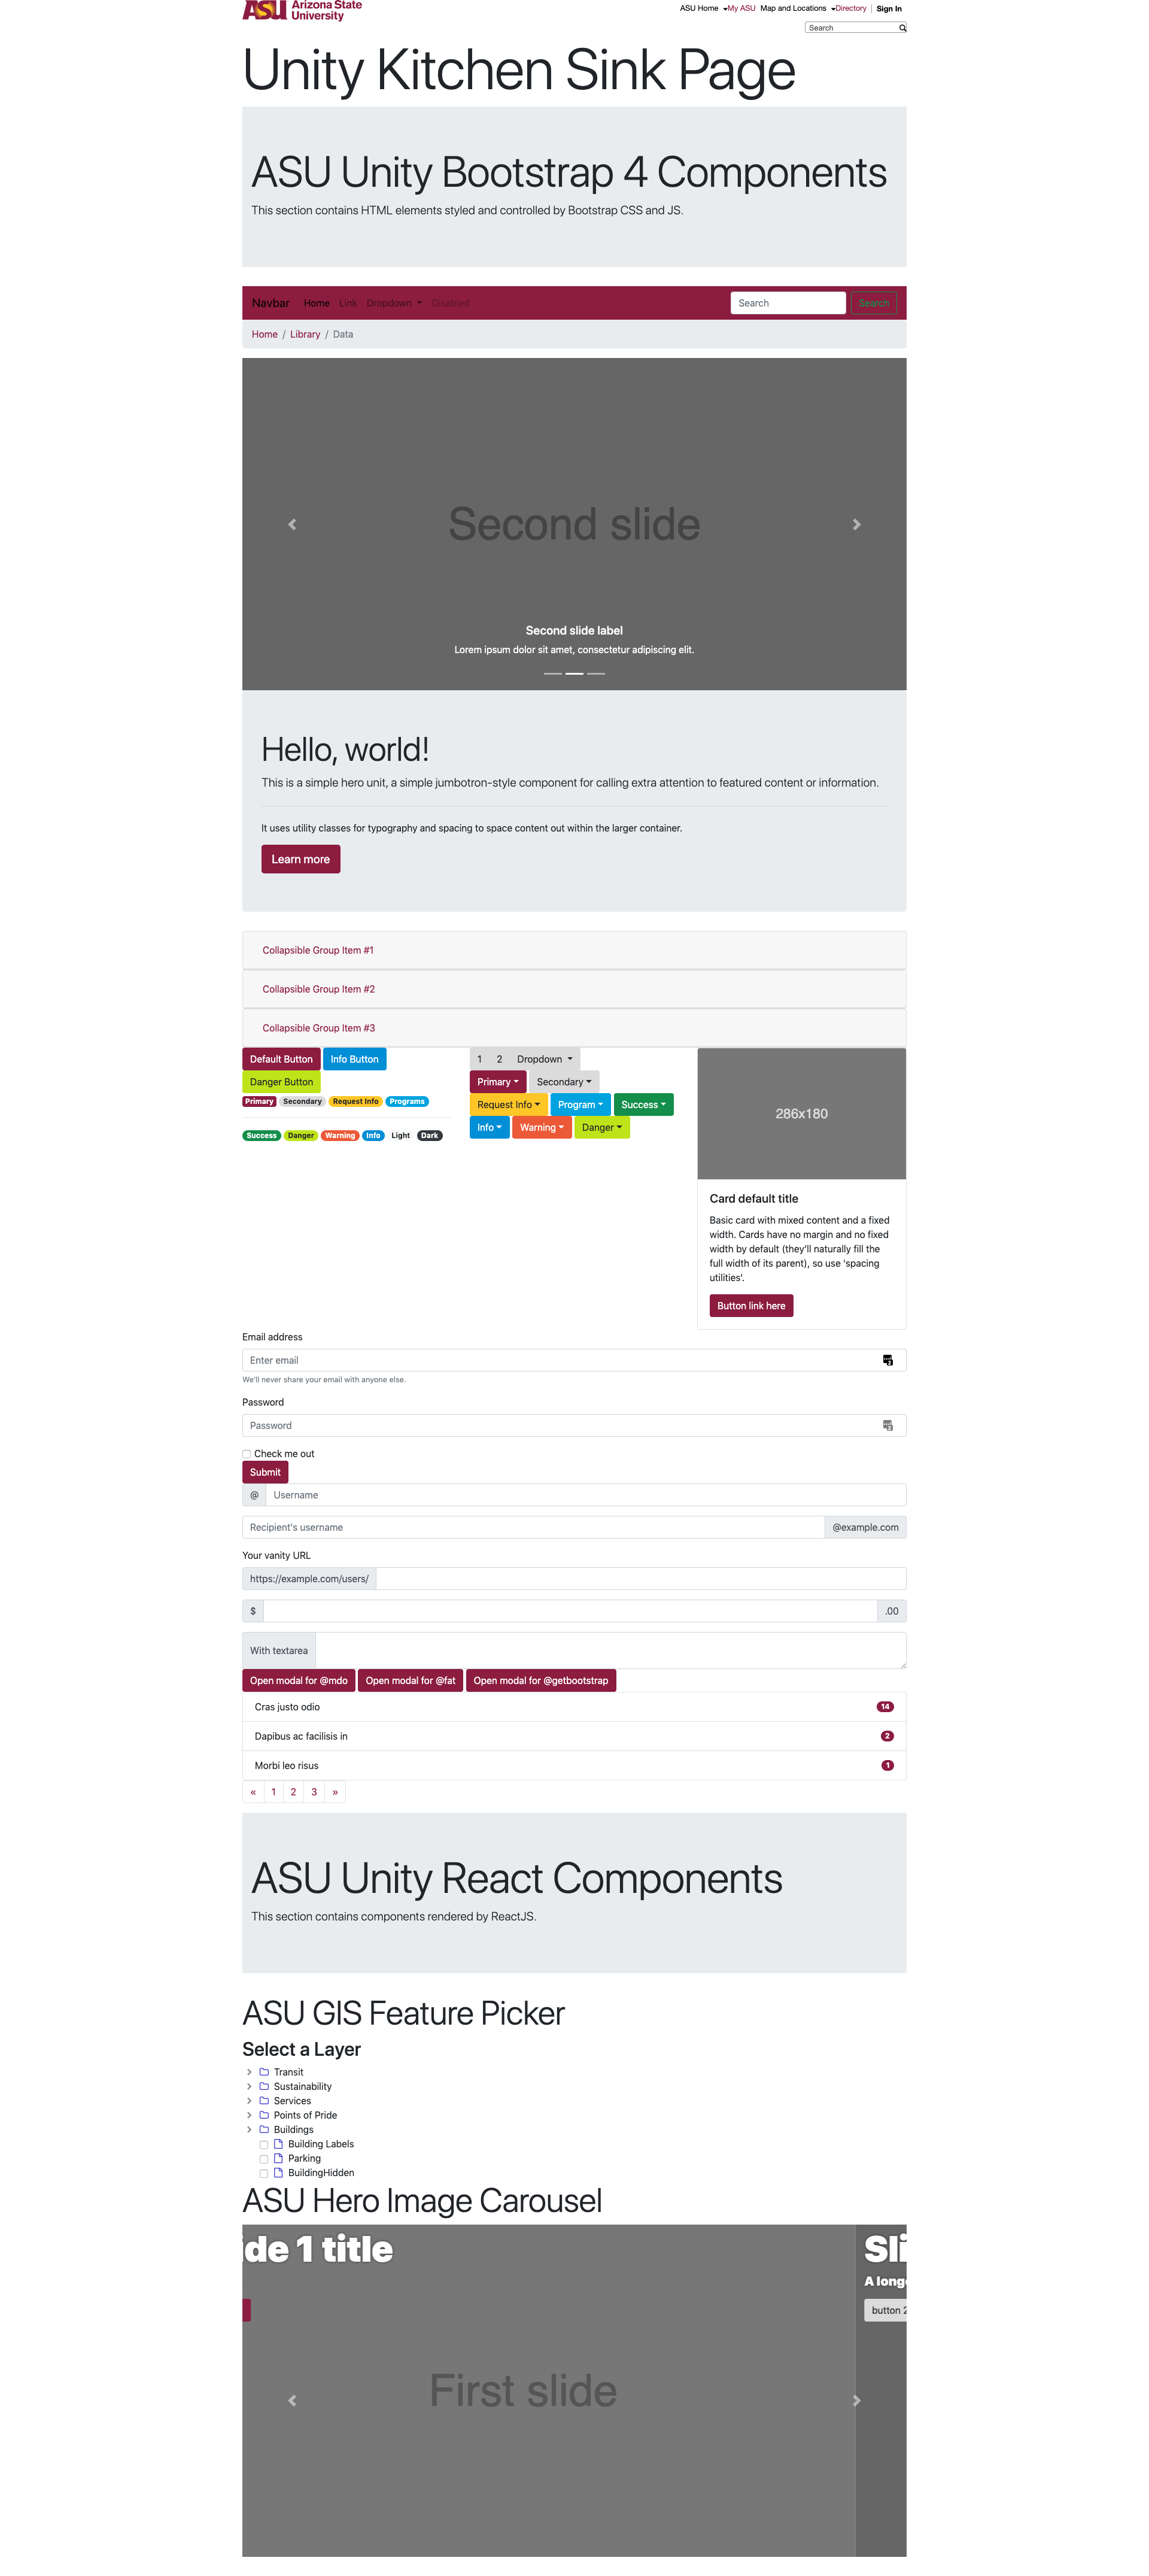 ASU Arizona State
University
ASU Home My ASU Map and Locations Directory | Sign In
Search
Unity Kitchen Sink Page
ASU Unity Bootstrap 4 Components
This section contains HTML elements styled and controlled by Bootstrap CSS and JS.
Navbar Home Link Dropdown Disabled Search Search
Home / Library / Data
Second slide
Second slide label
Lorem ipsum dolor sit amet, consectetur adipiscing elit.
Hello, world!
This is a simple hero unit, a simple jumbotron-style component for calling extra attention to featured content or information.
It uses utility classes for typography and spacing to space content out within the larger container.
Learn more
Collapsible Group Item #1
Collapsible Group Item #2
Collapsible Group Item #3
Default Button Info Button
Danger Button
Primary Secondary Request Info Programs
Success Danger Warning Info Light Dark
1 2 Dropdown
Primary Secondary
Request Info Program Success
Info Warning Danger
286x180
Card default title
Basic card with mixed content and a fixed
width. Cards have no margin and no fixed
width by default (they'll naturally fill the
full width of its parent), so use 'spacing
utilities'.
Button link here
Email address
Enter email
We'll never share your email with anyone else.
Password
Password
Check me out
Submit
@ Username
Recipient's username @example.com
Your vanity URL
https://example.com/users/
$ .00
With textarea
Open modal for @mdo Open modal for @fat Open modal for @getbootstrap
Cras justo odio 14
Dapibus ac facilisis in 2
Morbi leo risus 1
« 1 2 3 »
ASU Unity React Components
This section contains components rendered by ReactJS.
ASU GIS Feature Picker
Select a Layer
Transit
Sustainability
Services
Points of Pride
Buildings
Building Labels
Parking
BuildingHidden
ASU Hero Image Carousel
ide 1 title Sli
A longe
button 2
First slide